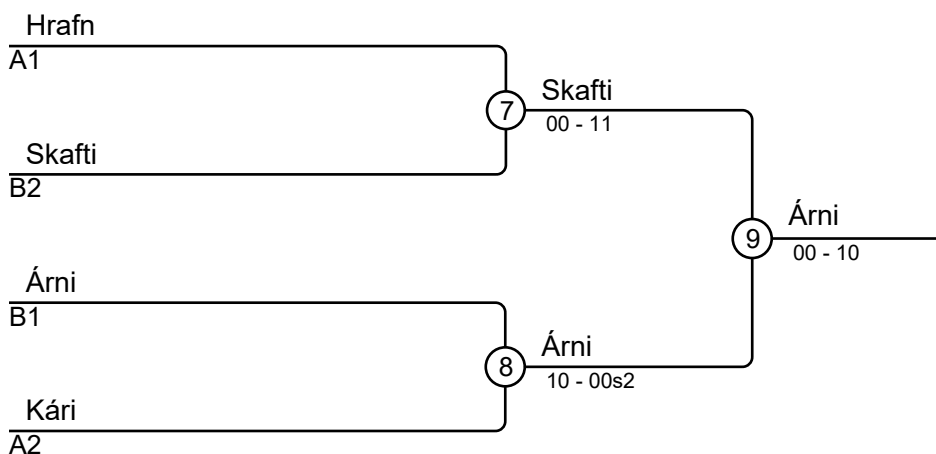 Hrafn
A1
7
Skafti
00 - 11
Skafti
B2
9
Árni
00 - 10
Árni
B1
8
Árni
10 - 00s2
Kári
A2